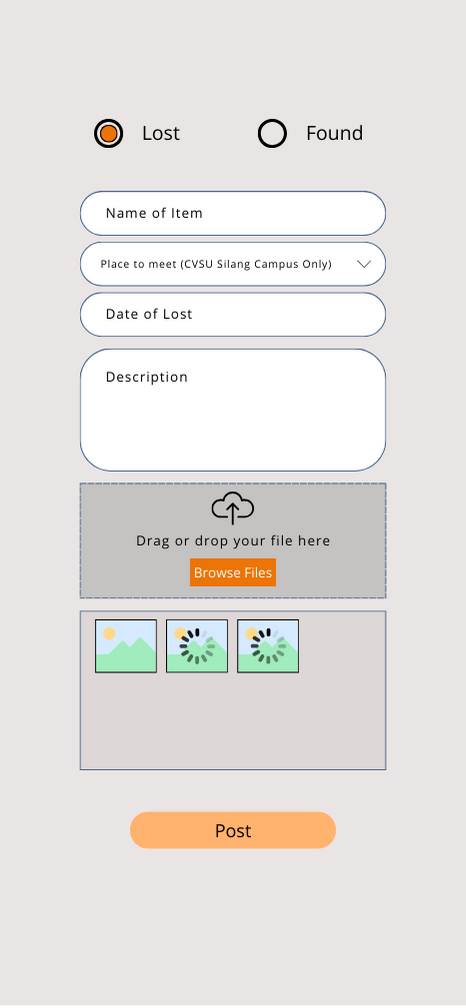 Lost
Found
Name of Item
Place to meet (CVSU Silang Campus Only)
Date of Lost
Description
Drag or drop your file here
Browse Files
Post